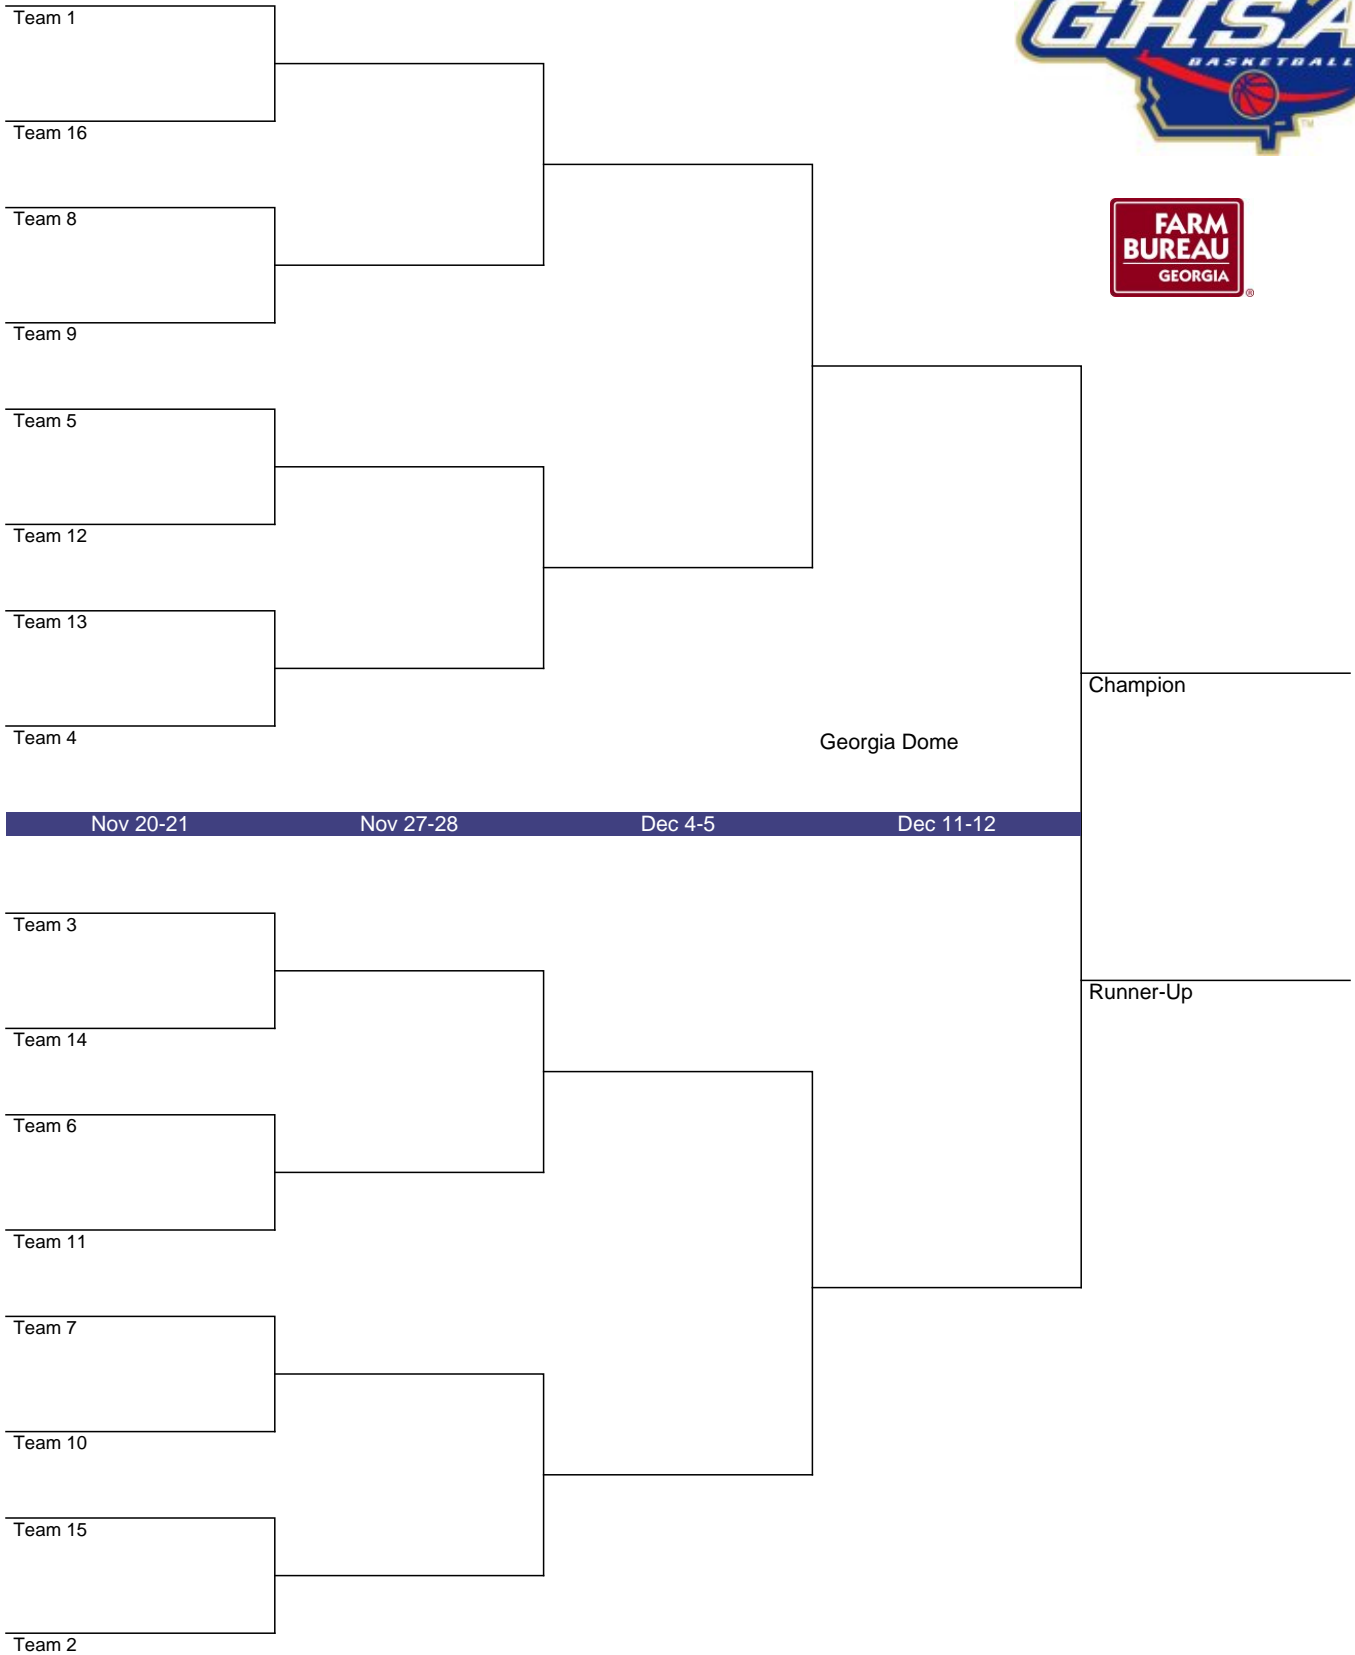 Team 1
GHSA
BASKETBALL
TM
Team 16
Team 8
FARM
BUREAU
GEORGIA
®
Team 9
Team 5
Team 12
Team 13
Champion
Team 4
Georgia Dome
Nov 20-21 Nov 27-28 Dec 4-5 Dec 11-12
Team 3
Runner-Up
Team 14
Team 6
Team 11
Team 7
Team 10
Team 15
Team 2